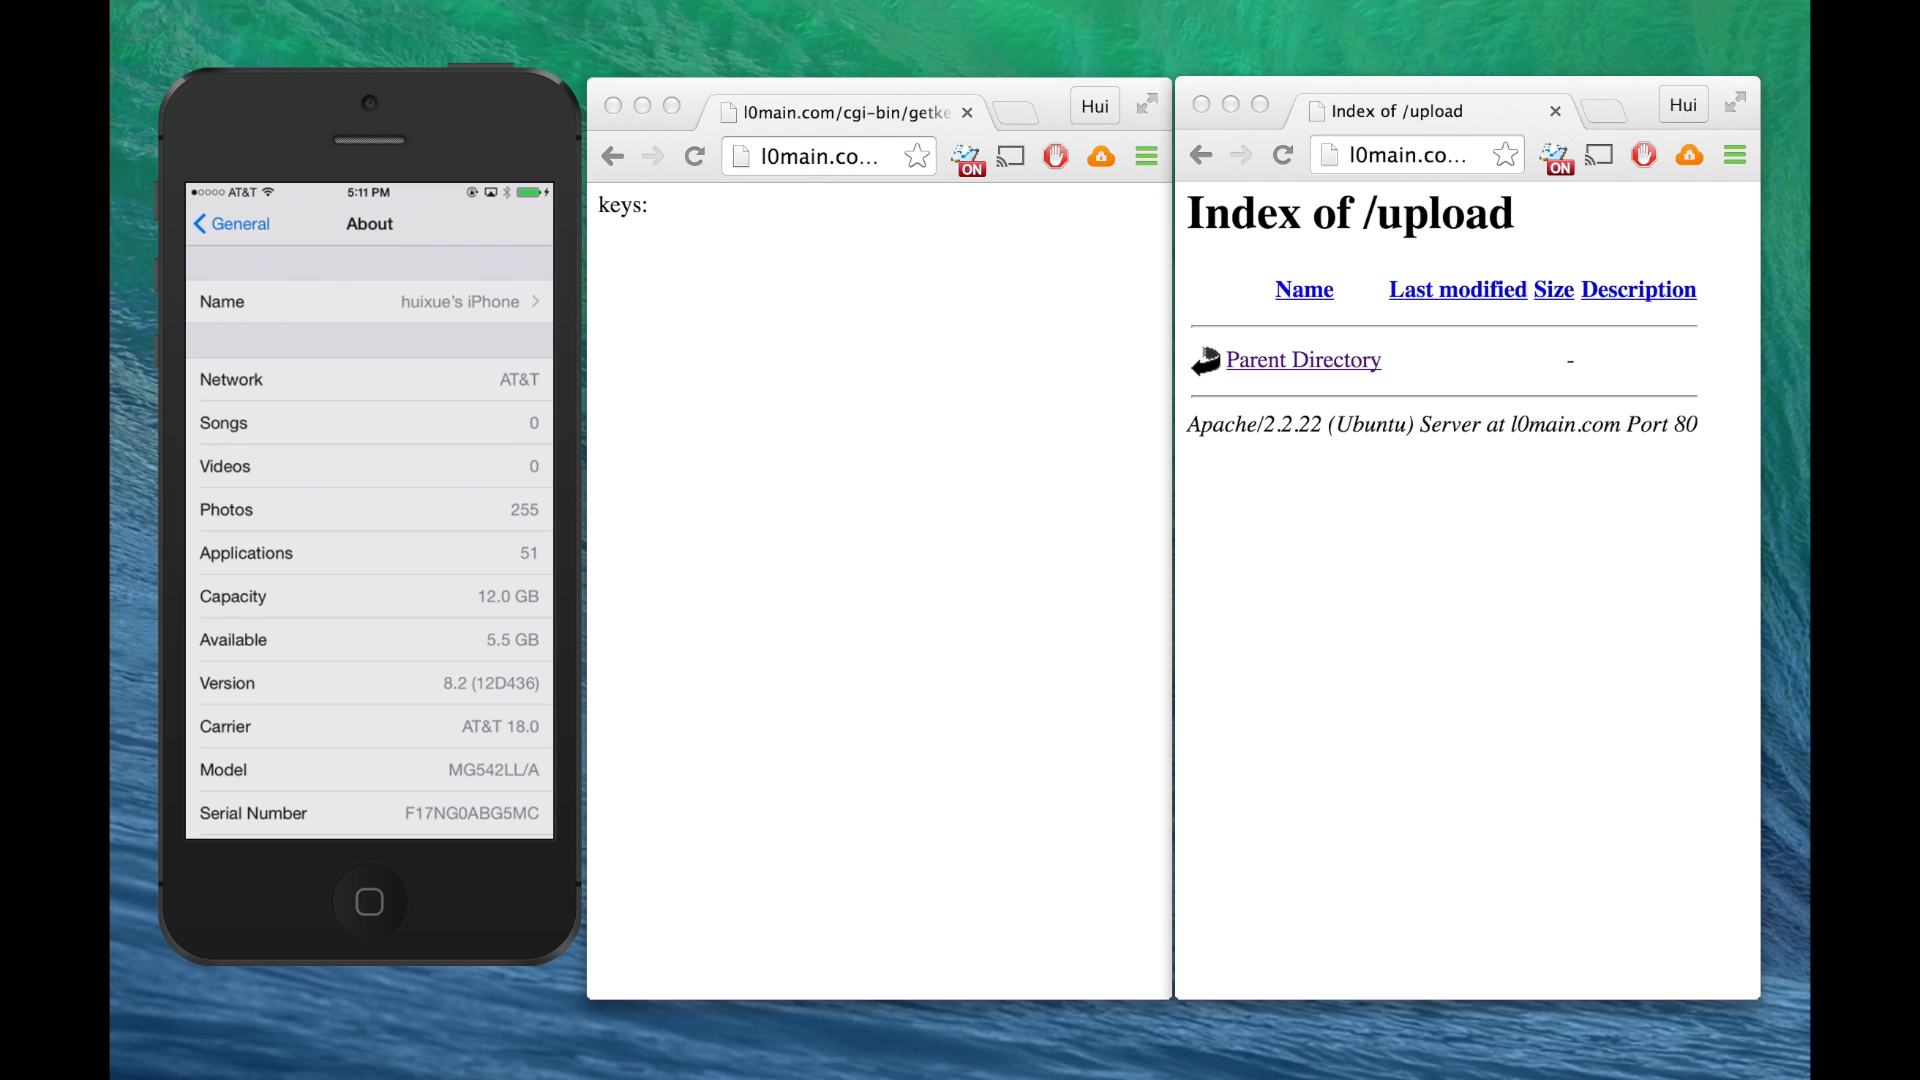 AT&T
5:11 PM
General
About
Name
huixue's iPhone
Network
AT&T
Songs
0
Videos
0
Photos
255
Applications
51
Capacity
12.0 GB
Available
5.5 GB
Version
8.2 (12D436)
Carrier
AT&T 18.0
Model
MG542LL/A
Serial Number
F17NG0ABG5MC
l0main.com/cgi-bin/getke
Hui
l0main.co...
ON
keys:
Index of /upload
Hui
l0main.co...
ON
Index of /upload
Name Last modified Size Description
Parent Directory -
Apache/2.2.22 (Ubuntu) Server at l0main.com Port 80